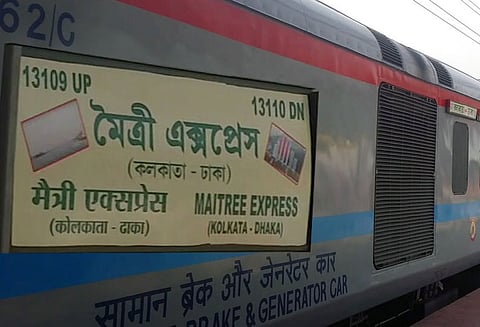 62/C
13109 UP
13110 DN
মৈত্রী এক্সপ্রেস
(কলকাতা - ঢাকা)
मैत्री एक्सप्रेस
(कोलकाता - ढाका)
MAITREE EXPRESS
(KOLKATA - DHAKA)
सामान ब्रेक और जेनरेटर कार
BRAKE & GENERATOR CAR